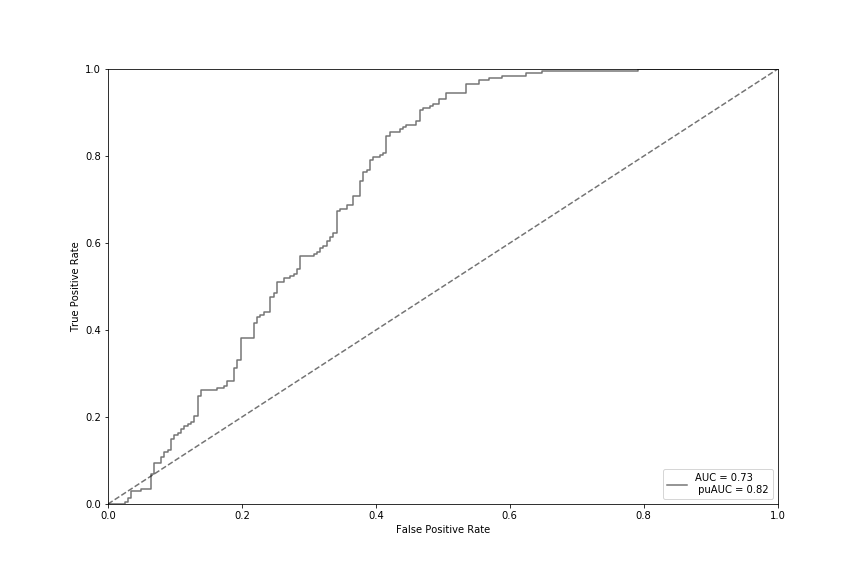 1.0
0.8
0.6
0.4
0.2
0.0
True Positive Rate
0.0 0.2 0.4 0.6 0.8 1.0
False Positive Rate
AUC = 0.73
puAUC = 0.82